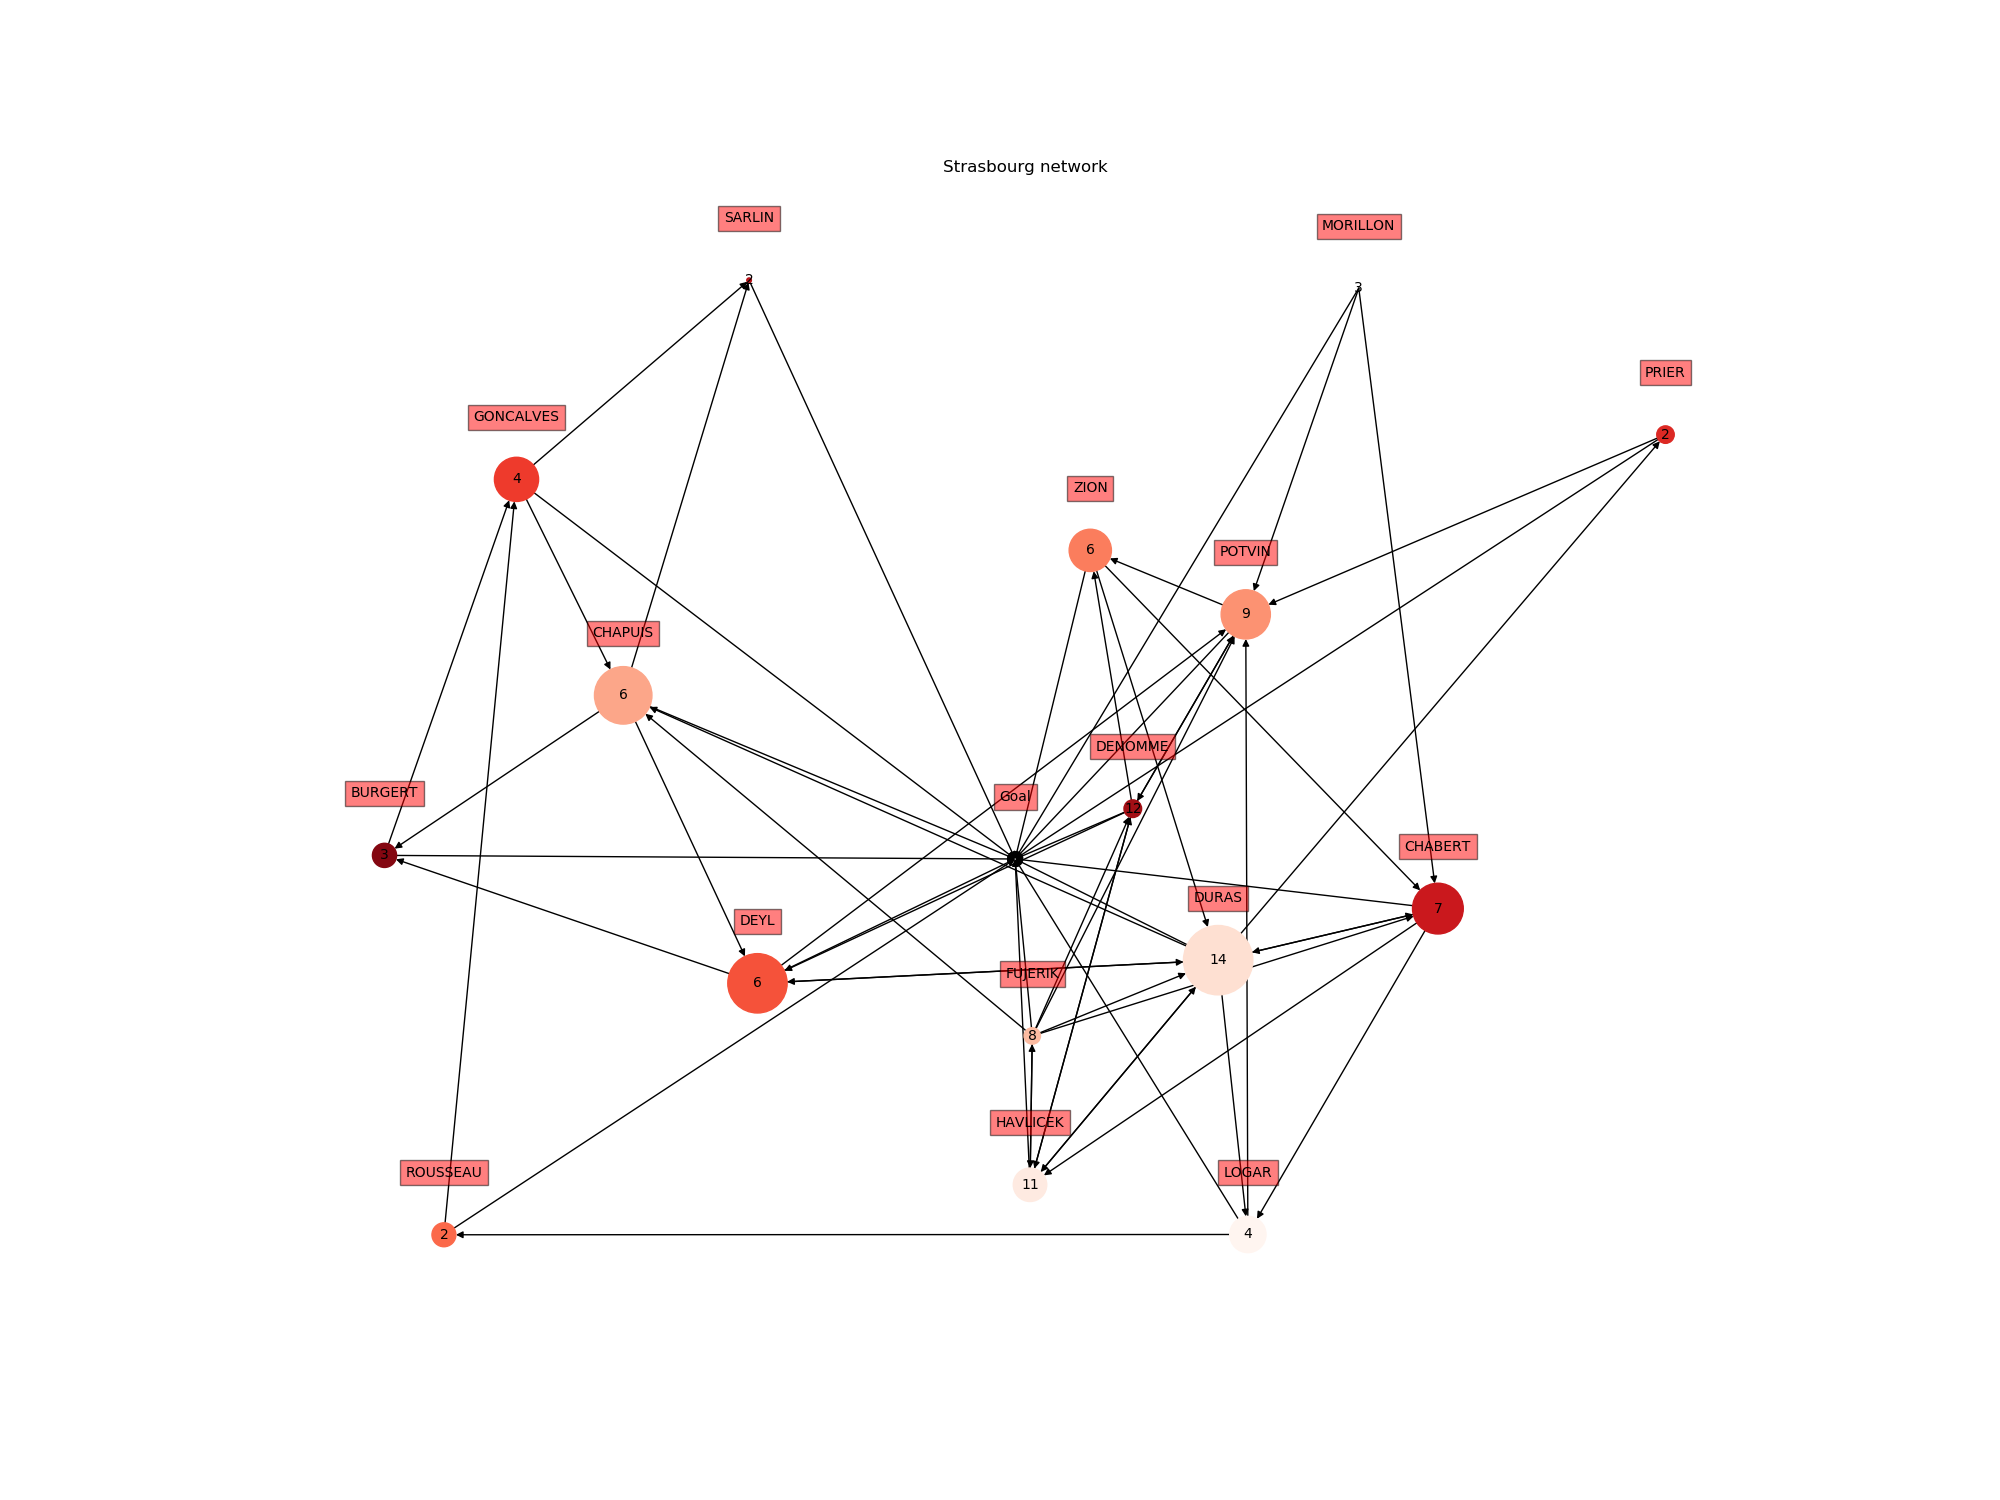 Strasbourg network
SARLIN
MORILLON
2
3
PRIER
GONCALVES
2
4
ZION
6
POTVIN
9
CHAPUIS
6
DENOMME
BURGERT
Goal
12
CHABERT
3
DURAS
7
DEYL
14
FUJERIK
6
8
HAVLICEK
ROUSSEAU
LOGAR
11
2
4